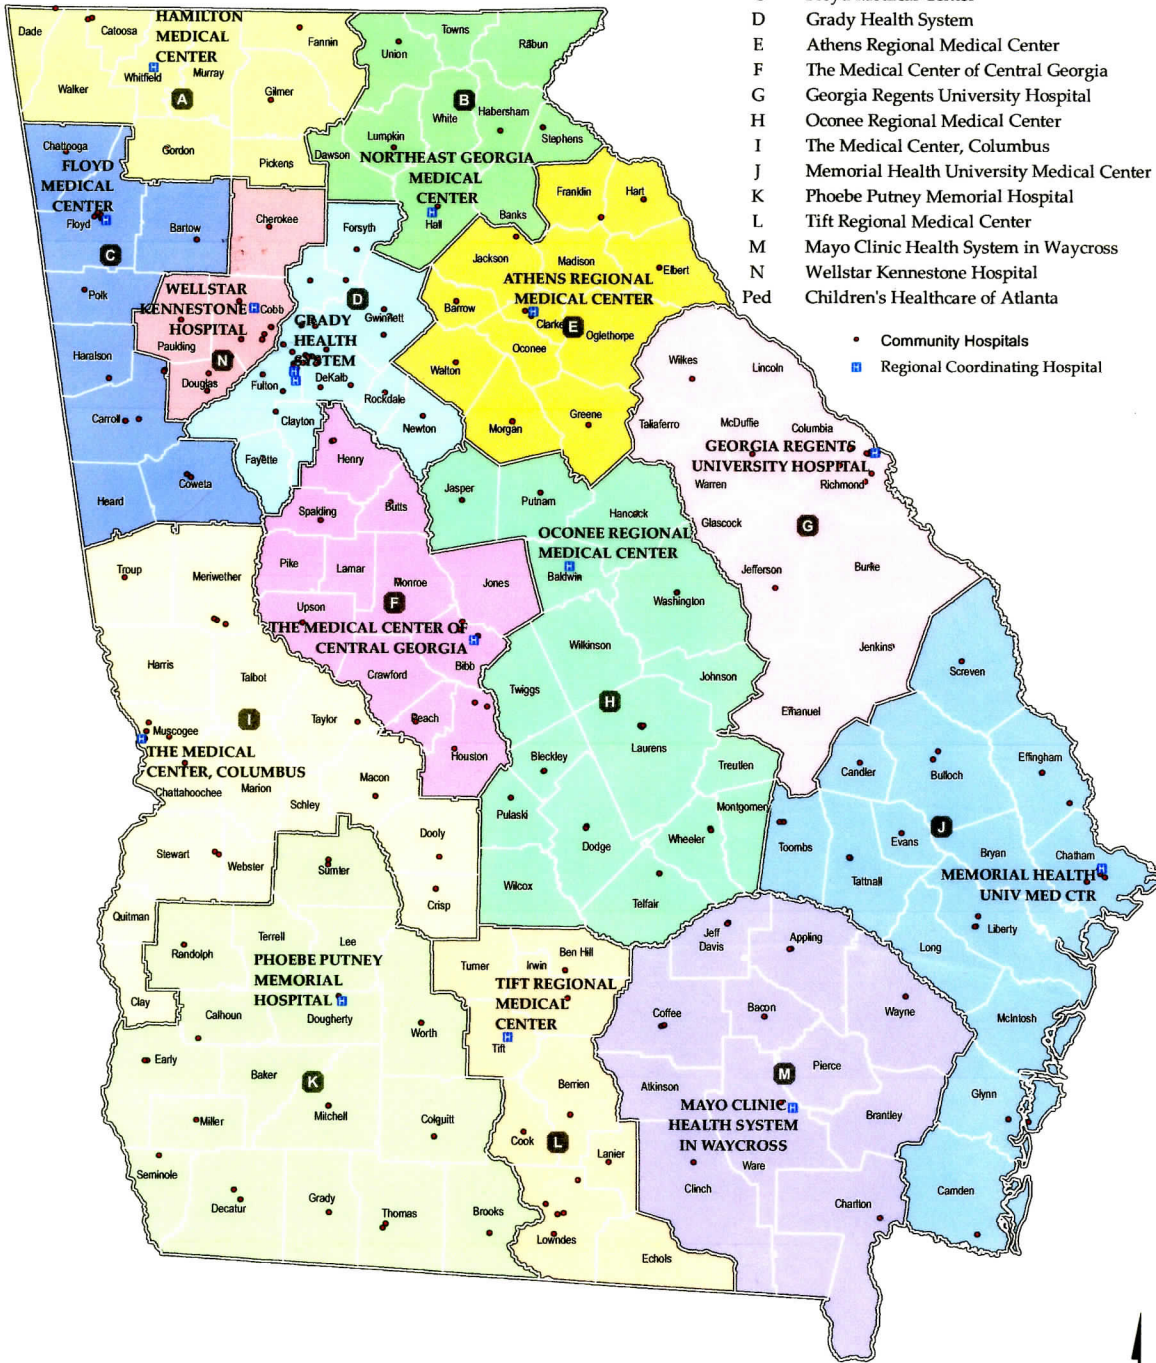 D Grady Health System
E Athens Regional Medical Center
F The Medical Center of Central Georgia
G Georgia Regents University Hospital
H Oconee Regional Medical Center
I The Medical Center, Columbus
J Memorial Health University Medical Center
K Phoebe Putney Memorial Hospital
L Tift Regional Medical Center
M Mayo Clinic Health System in Waycross
N Wellstar Kennestone Hospital
Ped Children's Healthcare of Atlanta
Community Hospitals
H Regional Coordinating Hospital
HAMILTON
MEDICAL
CENTER
Dade
Catoosa
Fannin
Whitfield
Murray
Walker
Gilmer
A
Gordon
Pickens
Towns
Union
Rabun
B
White
Habersham
Lumpkin
Stephens
Dawson
NORTHEAST GEORGIA
MEDICAL
CENTER
Hall
Banks
Chattooga
FLOYD
MEDICAL
CENTER
Floyd
Bartow
C
Polk
Haralson
Carroll
Heard
Coweta
Cherokee
WELLSTAR
KENNESTONE
HOSPITAL
Cobb
Paulding
N
Douglas
Forsyth
D
Gwinnett
GRADY
HEALTH
SYSTEM
Fulton
DeKalb
Rockdale
Clayton
Newton
Fayette
Franklin
Hart
Jackson
Madison
Elbert
ATHENS REGIONAL
MEDICAL CENTER
Barrow
Clarke
E
Oglethorpe
Oconee
Walton
Greene
Morgan
Wilkes
Lincoln
Taliaferro
McDuffie
Columbia
GEORGIA REGENTS
UNIVERSITY HOSPITAL
Warren
Richmond
Glascock
G
Jefferson
Burke
Jenkins
Emanuel
Henry
Spalding
Butts
Pike
Lamar
Monroe
Jones
F
Upson
THE MEDICAL CENTER OF
CENTRAL GEORGIA
Bibb
Crawford
Peach
Houston
Jasper
Putnam
Hancock
OCONEE REGIONAL
MEDICAL CENTER
Baldwin
Washington
Wilkinson
Johnson
Twiggs
H
Laurens
Bleckley
Treutlen
Pulaski
Montgomery
Dodge
Wheeler
Wilcox
Telfair
Troup
Meriwether
Harris
Talbot
I
Taylor
Muscogee
THE MEDICAL
CENTER, COLUMBUS
Macon
Chattahoochee
Marion
Schley
Dooly
Stewart
Webster
Crisp
Quitman
Clay
Screven
Effingham
Candler
Bulloch
J
Toombs
Evans
Bryan
Chatham
Tattnall
MEMORIAL HEALTH
UNIV MED CTR
Liberty
Long
McIntosh
Glynn
Camden
Sumter
Terrell
Lee
Randolph
PHOEBE PUTNEY
MEMORIAL
HOSPITAL
Calhoun
Dougherty
Worth
Early
Baker
K
Mitchell
Miller
Colquitt
Seminole
Decatur
Grady
Thomas
Brooks
Turner
Irwin
Ben Hill
TIFT REGIONAL
MEDICAL
CENTER
Tift
Berrien
Cook
L
Lanier
Lowndes
Echols
Jeff
Davis
Appling
Coffee
Bacon
Wayne
Atkinson
M
Pierce
MAYO CLINIC
HEALTH SYSTEM
IN WAYCROSS
Brantley
Ware
Clinch
Charlton